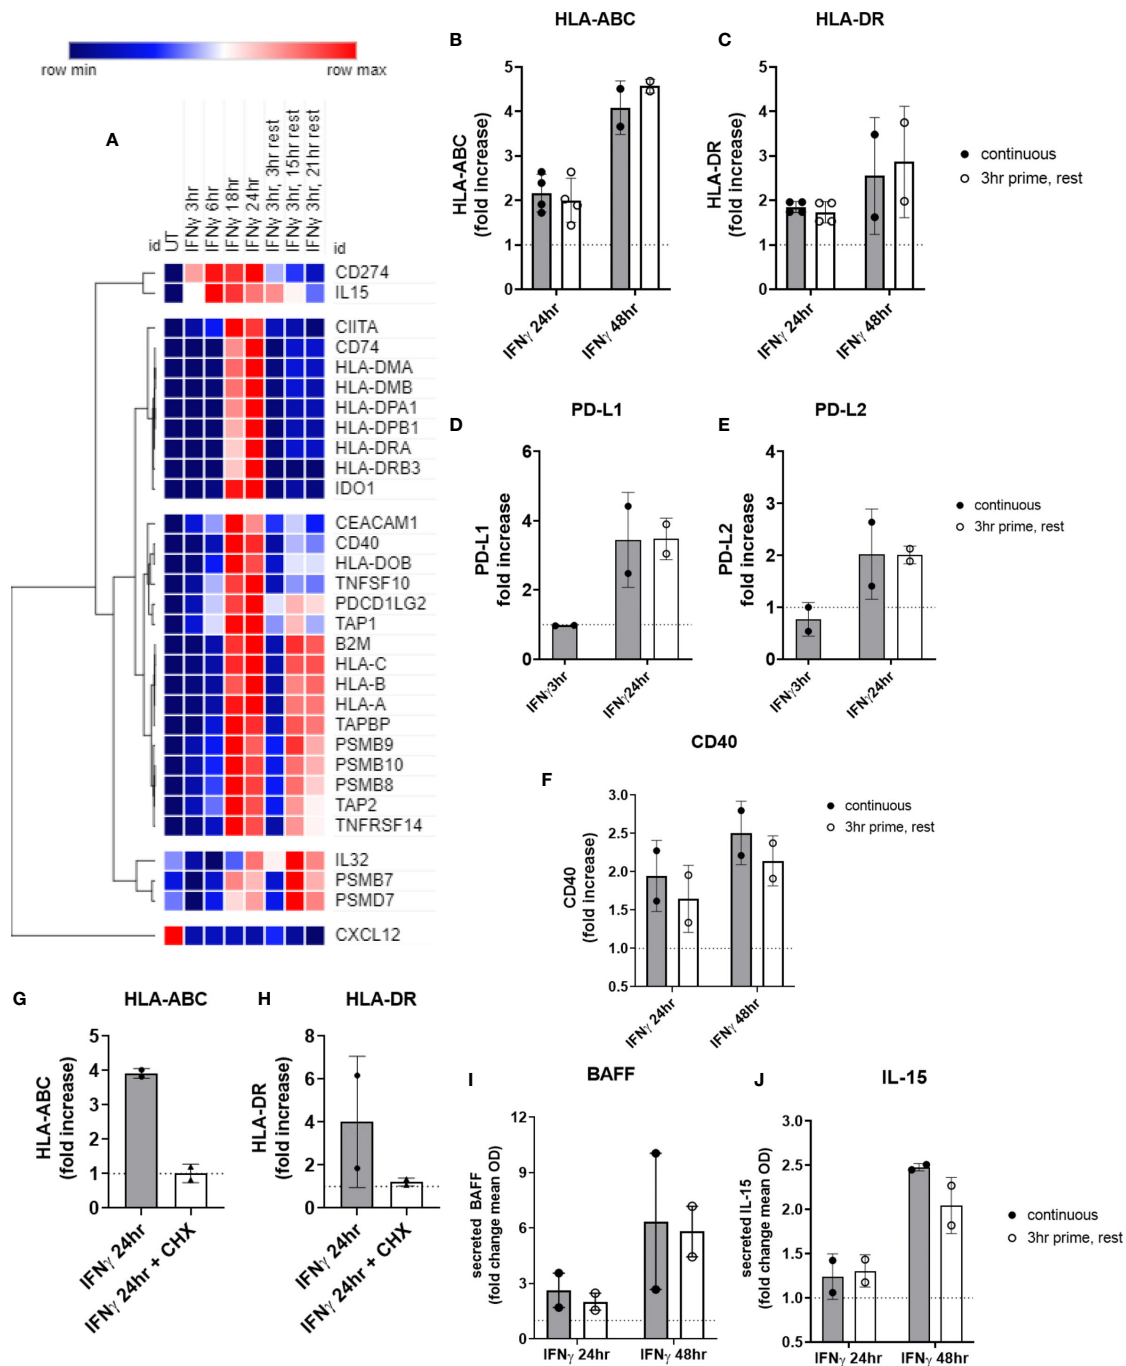 row min
row max
A
id
UT
IFNγ 3hr
IFNγ 6hr
IFNγ 18hr
IFNγ 24hr
IFNγ 3hr, 3hr rest
IFNγ 3hr, 15hr rest
IFNγ 3hr, 21hr rest
id
CD274
IL15
CIITA
CD74
HLA-DMA
HLA-DMB
HLA-DPA1
HLA-DPB1
HLA-DRA
HLA-DRB3
IDO1
CEACAM1
CD40
HLA-DOB
TNFSF10
PDCD1LG2
TAP1
B2M
HLA-C
HLA-B
HLA-A
TAPBP
PSMB9
PSMB10
PSMB8
TAP2
TNFRSF14
IL32
PSMB7
PSMD7
CXCL12
B
HLA-ABC
HLA-ABC
(fold increase)
5
4
3
2
1
0
IFNγ 24hr
IFNγ 48hr
C
HLA-DR
HLA-DR
(fold increase)
5
4
3
2
1
0
IFNγ 24hr
IFNγ 48hr
continuous
3hr prime, rest
D
PD-L1
PD-L1
fold increase
6
4
2
0
IFNγ3hr
IFNγ24hr
E
PD-L2
PD-L2
fold increase
4
3
2
1
0
IFNγ3hr
IFNγ24hr
continuous
3hr prime, rest
F
CD40
CD40
(fold increase)
3.0
2.5
2.0
1.5
1.0
0.5
IFNγ 24hr
IFNγ 48hr
continuous
3hr prime, rest
G
HLA-ABC
HLA-ABC
(fold increase)
5
4
3
2
1
0
IFNγ 24hr
IFNγ 24hr + CHX
H
HLA-DR
HLA-DR
(fold increase)
8
6
4
2
0
IFNγ 24hr
IFNγ 24hr + CHX
I
BAFF
secreted BAFF
(fold change mean OD)
12
9
6
3
0
IFNγ 24hr
IFNγ 48hr
J
IL-15
secreted IL-15
(fold change mean OD)
3.0
2.5
2.0
1.5
1.0
0.5
IFNγ 24hr
IFNγ 48hr
continuous
3hr prime, rest